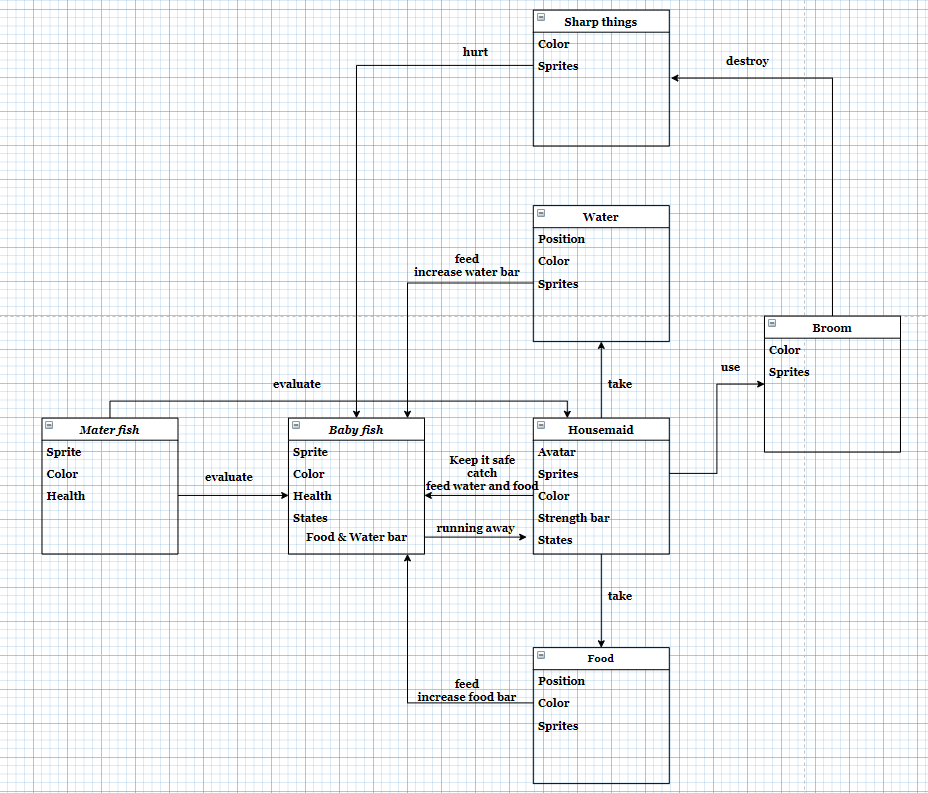 Sharp things
Color
Sprites
hurt
destroy
Water
Position
Color
Sprites
feed
increase water bar
Broom
Color
Sprites
use
take
evaluate
Mater fish
Sprite
Color
Health
evaluate
Baby fish
Sprite
Color
Health
States
Food & Water bar
Keep it safe
catch
feed water and food
running away
Housemaid
Avatar
Sprites
Color
Strength bar
States
take
Food
Position
Color
Sprites
feed
increase food bar